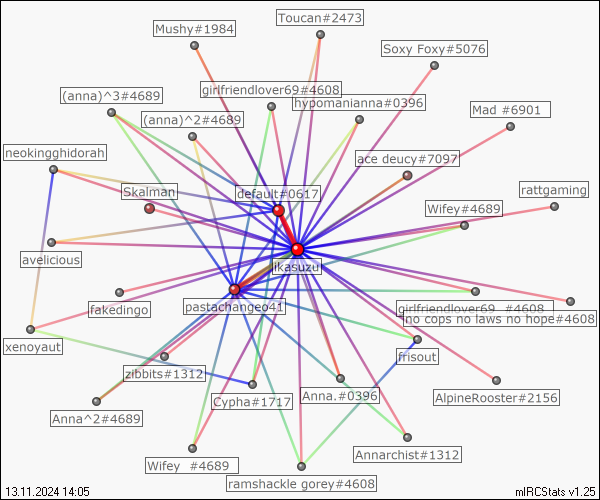 Toucan#2473
Mushy#1984
Soxy Foxy#5076
girlfriendlover69#4608
(anna)^3#4689
hypomanianna#0396
Mad #6901
(anna)^2#4689
neokingghidorah
ace deucy#7097
Skalman
default#0617
rattgaming
Wifey#4689
avelicious
ikasuzu
fakedingo
pastachangeo41
girlfriendlover69_#4608
no cops no laws no hope#4608
xenoyaut
frisout
zibbits#1312
Anna.#0396
AlpineRooster#2156
Cypha#1717
Anna^2#4689
Annarchist#1312
Wifey_#4689
ramshackle gorey#4608
13.11.2024 14:05
mIRCStats v1.25